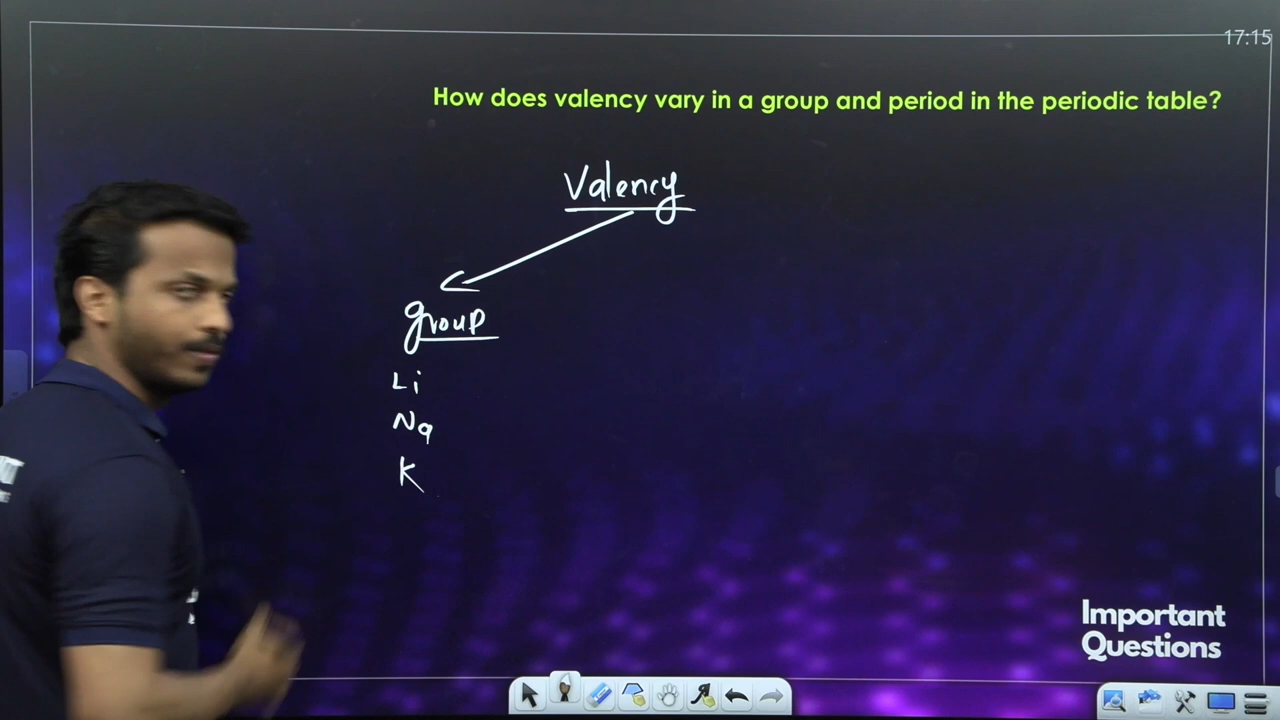 17:15
How does valency vary in a group and period in the periodic table?
Valency
group
Li
Na
K
Important
Questions